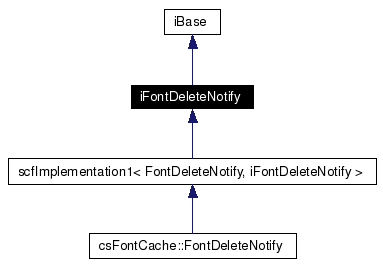 iBase
iFontDeleteNotify
scfImplementation1< FontDeleteNotify, iFontDeleteNotify >
csFontCache::FontDeleteNotify